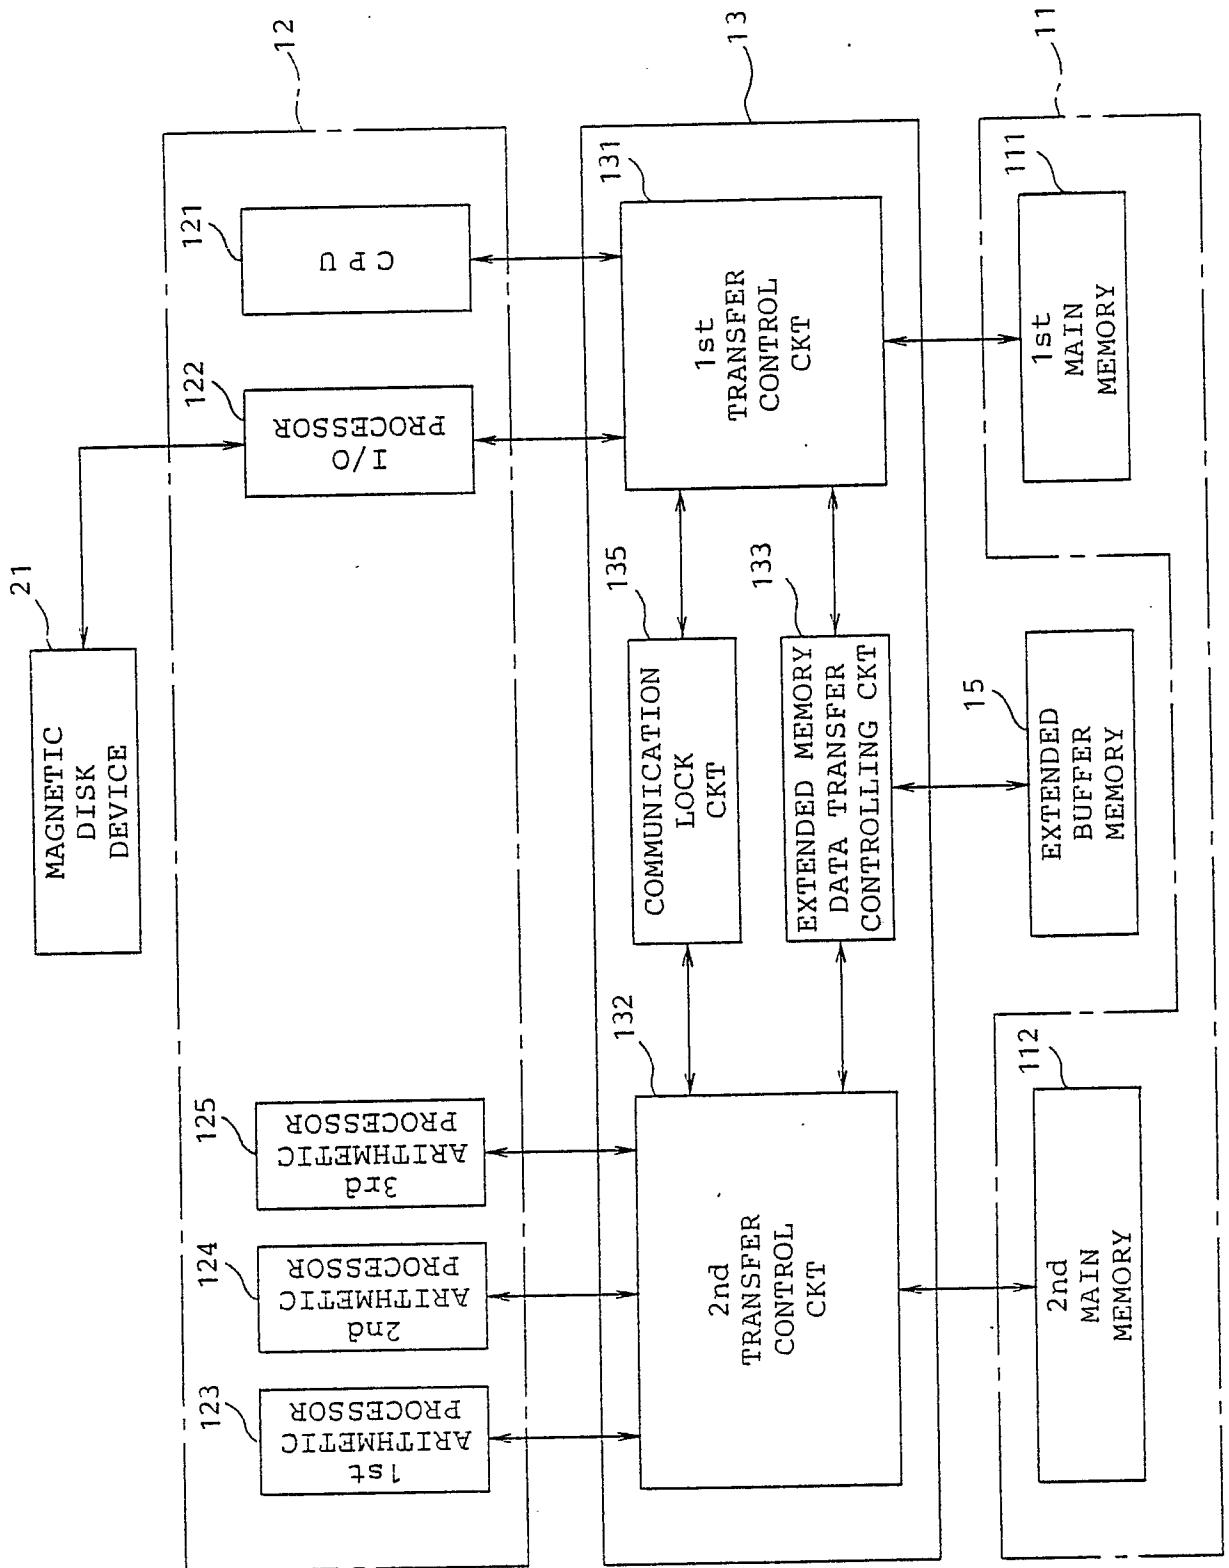 21
MAGNETIC
DISK
DEVICE
12
123
1st
ARITHMETIC
PROCESSOR
124
2nd
ARITHMETIC
PROCESSOR
125
3rd
ARITHMETIC
PROCESSOR
122
I/O
PROCESSOR
121
CPU
13
132
2nd
TRANSFER
CONTROL
CKT
135
COMMUNICATION
LOCK
CKT
133
EXTENDED MEMORY
DATA TRANSFER
CONTROLLING CKT
131
1st
TRANSFER
CONTROL
CKT
11
112
2nd
MAIN
MEMORY
15
EXTENDED
BUFFER
MEMORY
111
1st
MAIN
MEMORY